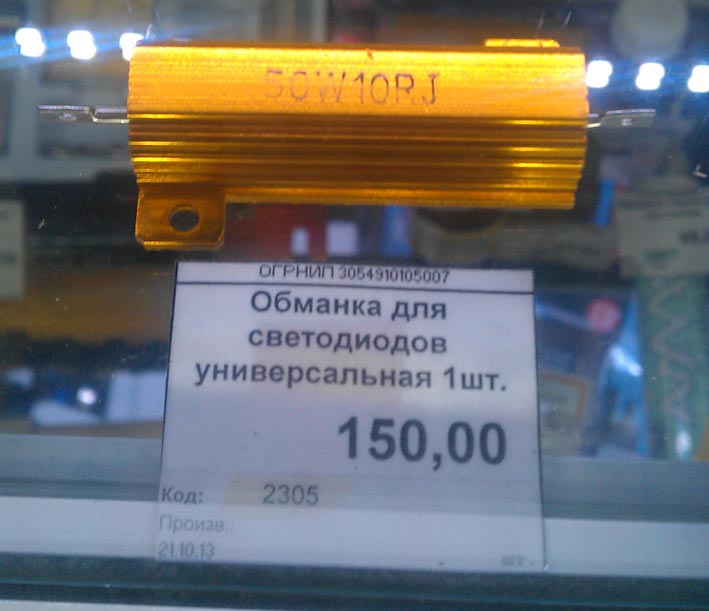 50W10RJ
ОГРНИП 3054910105007
Обманка для
светодиодов
универсальная 1шт.
150,00
Код: 2305
Произв.:
21.10.13
шт.